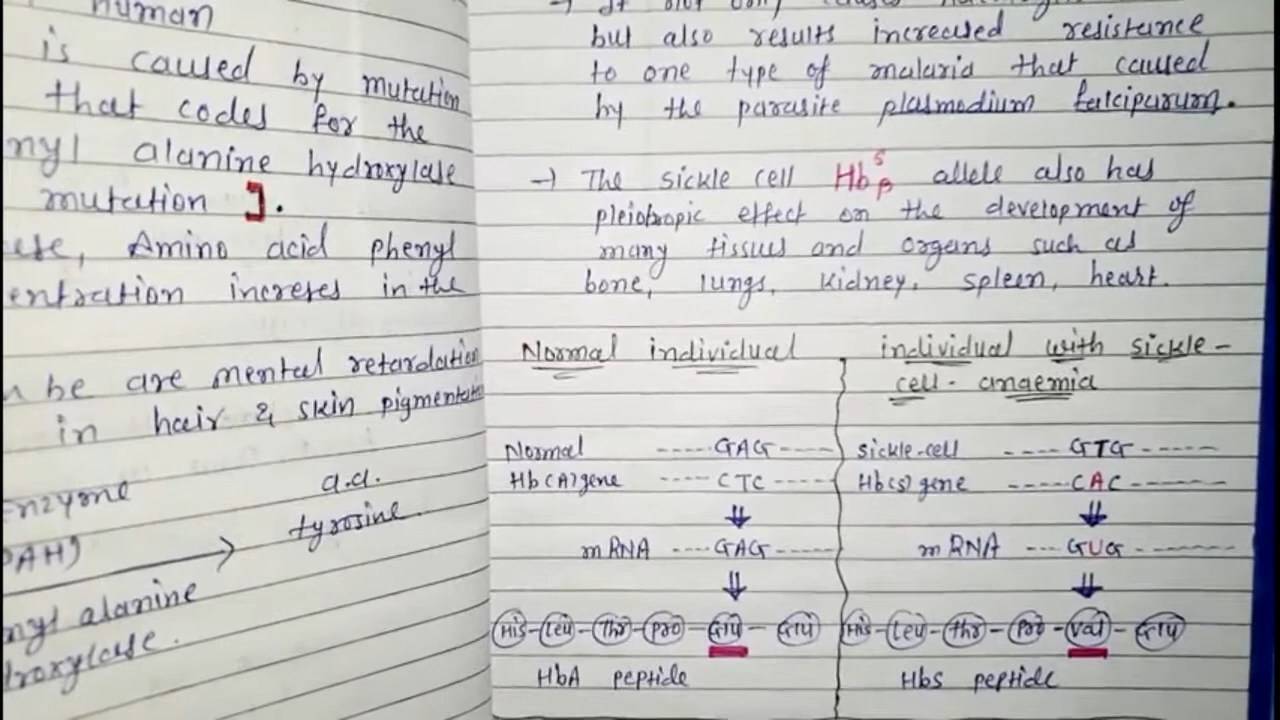 human
is caused by mutation
that codes for the
nyl alanine hydroxylase
mutation ].
Amino acid phenyl
entration increses in the
be are mental retardation
in hair & skin pigmentat
Enzyme
a.a.
tyrosine.
PAH)
nyl alanine
droxylase.
but also results increased resistance
to one type of malaria that caused
by the parasite plasmodium falciparum.
→ The sickle cell Hb^S_β allele also has
pleiotropic effect on the development of
many tissues and organs such as
bone, lungs, kidney, spleen, heart.
Normal individual
individual with sickle-
cell- anaemia
Normal ----GAG----
Hb(A)gene ----CTC----
mRNA ----GAG----
His-Leu-Thr-Pro-Glu-Glu
HbA peptide
sickle-cell ----GTG-----
Hb(s)gene ----CAC------
mRNA ---GUG-------
His-Leu-Thr-Pro-Val-Glu
HbS peptide